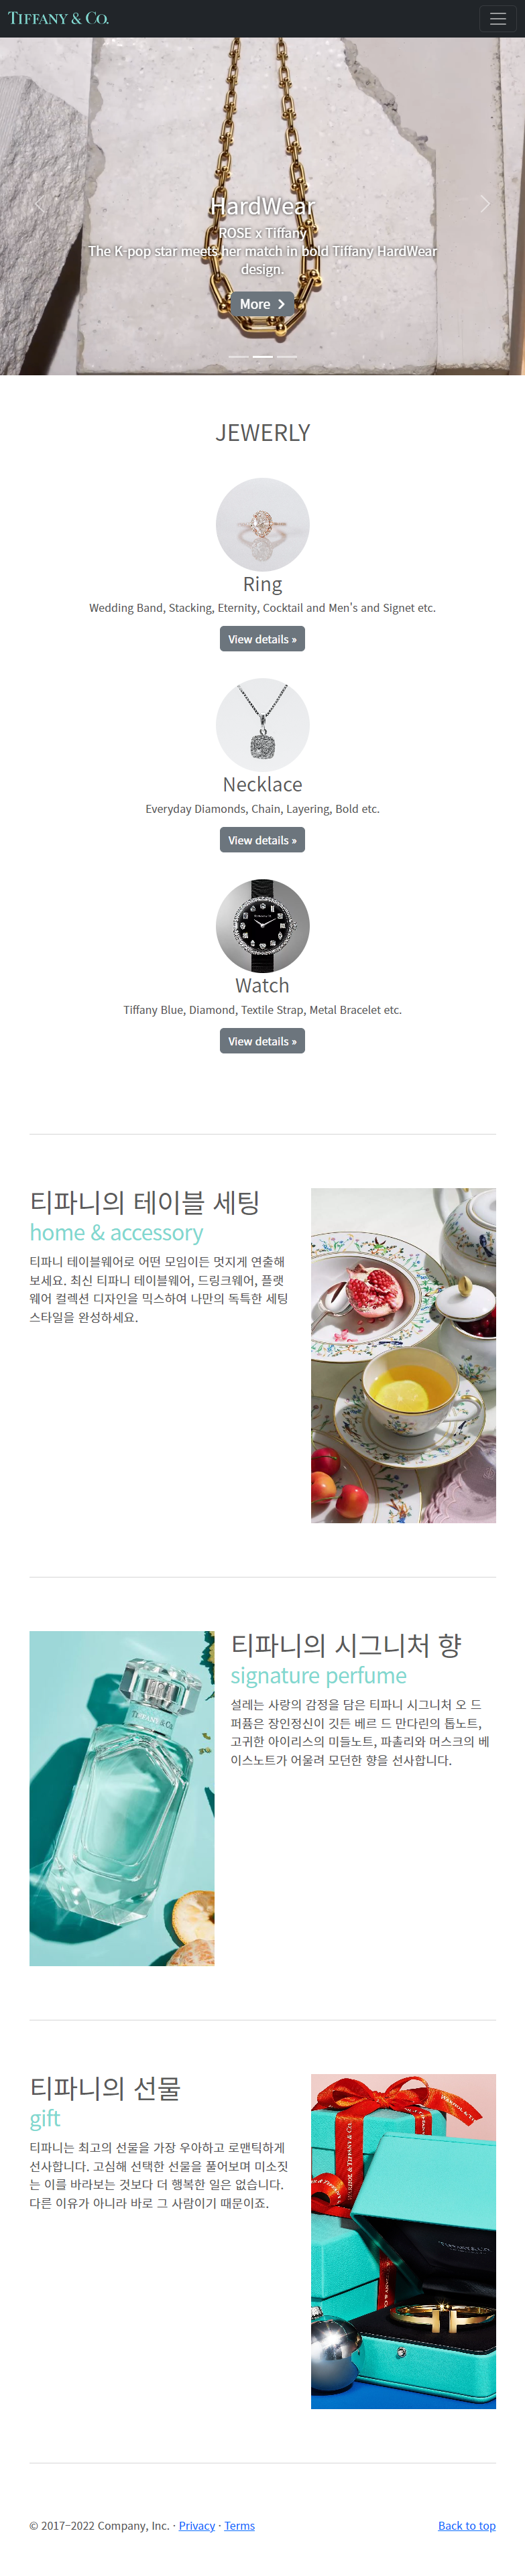 TIFFANY & CO.
HardWear
ROSE x Tiffany
The K-pop star meets her match in bold Tiffany HardWear
design.
More
JEWERLY
Ring
Wedding Band, Stacking, Eternity, Cocktail and Men's and Signet etc.
View details »
Necklace
Everyday Diamonds, Chain, Layering, Bold etc.
View details »
Watch
Tiffany Blue, Diamond, Textile Strap, Metal Bracelet etc.
View details »
티파니의 테이블 세팅
home & accessory
티파니 테이블웨어로 어떤 모임이든 멋지게 연출해
보세요. 최신 티파니 테이블웨어, 드링크웨어, 플랫
웨어 컬렉션 디자인을 믹스하여 나만의 독특한 세팅
스타일을 완성하세요.
TIFFANY & CO.
티파니의 시그니처 향
signature perfume
설레는 사랑의 감정을 담은 티파니 시그니처 오 드
퍼퓸은 장인정신이 깃든 베르 드 만다린의 톱노트,
고귀한 아이리스의 미들노트, 파촐리와 머스크의 베
이스노트가 어울려 모던한 향을 선사합니다.
티파니의 선물
gift
티파니는 최고의 선물을 가장 우아하고 로맨틱하게
선사합니다. 고심해 선택한 선물을 풀어보며 미소짓
는 이를 바라보는 것보다 더 행복한 일은 없습니다.
다른 이유가 아니라 바로 그 사람이기 때문이죠.
© 2017–2022 Company, Inc. · Privacy · Terms
Back to top